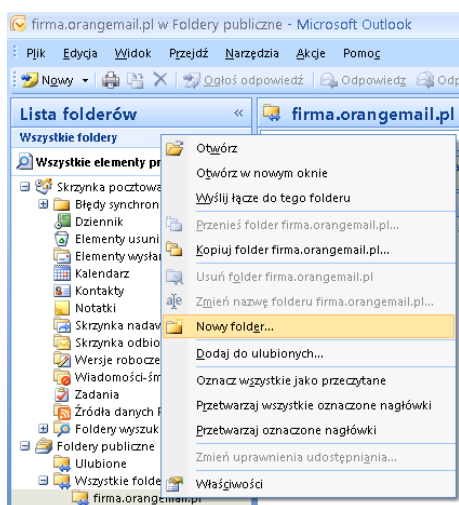 firma.orangemail.pl w Foldery publiczne - Microsoft Outlook
Plik Edycja Widok Przejdź Narzędzia Akcje Pomoc
Nowy Ogłoś odpowiedź Odpowiedz Odp
Lista folderów «
firma.orangemail.pl
Wszystkie foldery
Wszystkie elementy pr
Skrzynka pocztowa
Błędy synchron
Dziennik
Elementy usuni
Elementy wysła
Kalendarz
Kontakty
Notatki
Skrzynka nadaw
Skrzynka odbio
Wersje robocze
Wiadomości-śm
Zadania
Źródła danych R
Foldery wyszuk
Foldery publiczne
Ulubione
Wszystkie folde
firma.orangemail.pl
Otwórz
Otwórz w nowym oknie
Wyślij łącze do tego folderu
Przenieś folder firma.orangemail.pl...
Kopiuj folder firma.orangemail.pl...
Usuń folder firma.orangemail.pl
Zmień nazwę folderu firma.orangemail.pl...
Nowy folder...
Dodaj do ulubionych...
Oznacz wszystkie jako przeczytane
Przetwarzaj wszystkie oznaczone nagłówki
Przetwarzaj oznaczone nagłówki
Zmień uprawnienia udostępniania...
Właściwości